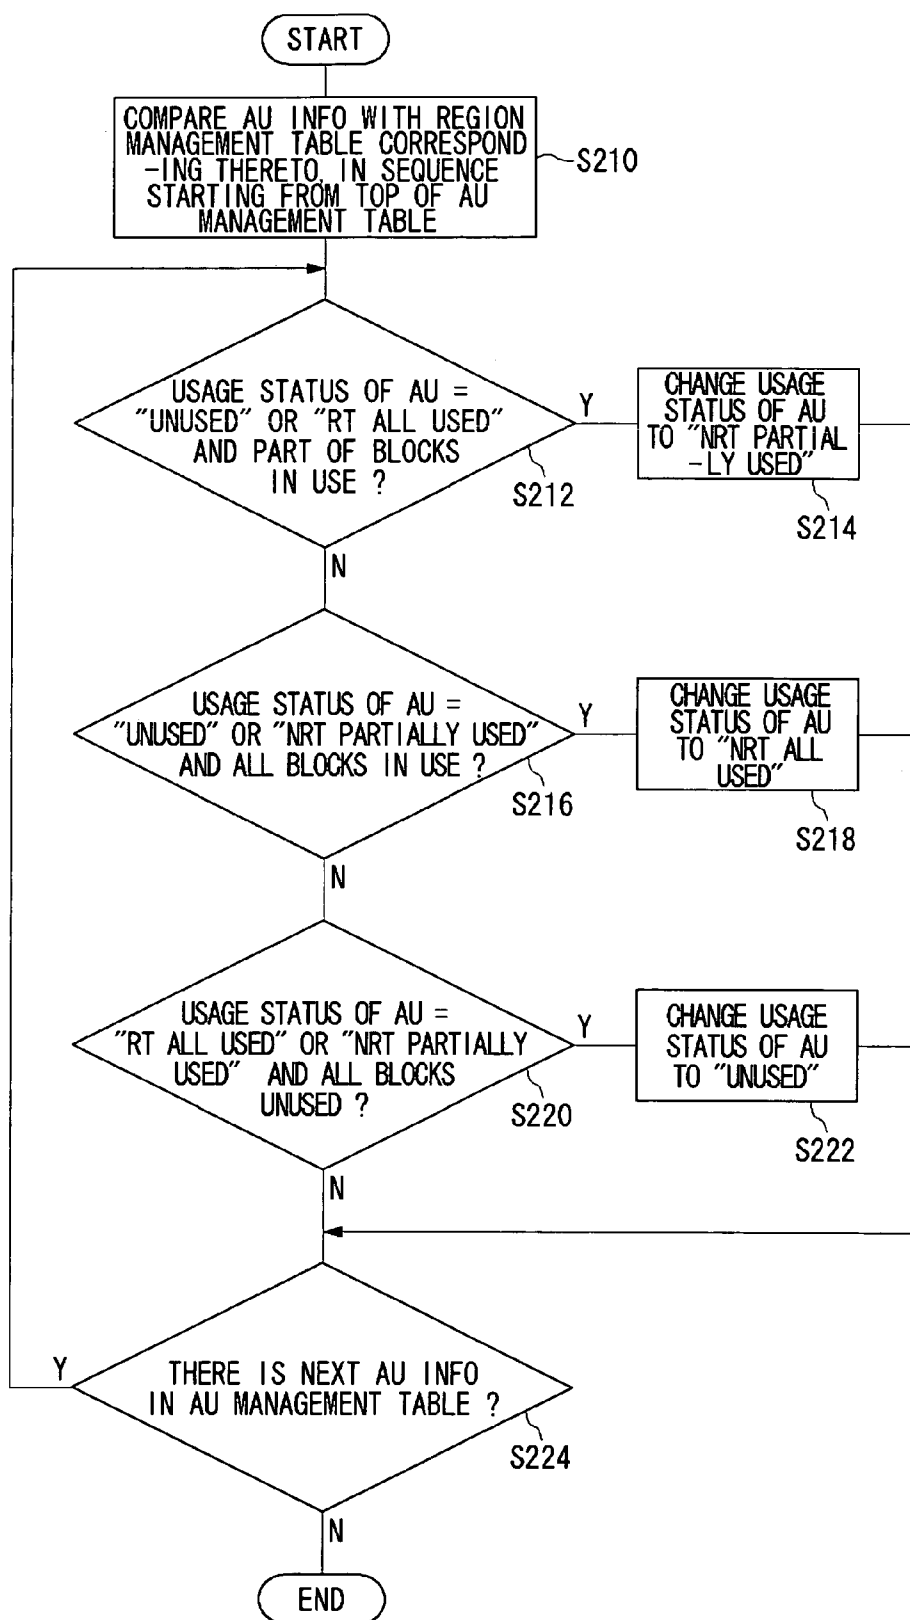 START
COMPARE AU INFO WITH REGION
MANAGEMENT TABLE CORRESPOND
-ING THERETO, IN SEQUENCE
STARTING FROM TOP OF AU
MANAGEMENT TABLE
S210
USAGE STATUS OF AU =
"UNUSED" OR "RT ALL USED"
AND PART OF BLOCKS
IN USE ?
Y
S212
CHANGE USAGE
STATUS OF AU
TO "NRT PARTIAL
-LY USED"
S214
N
USAGE STATUS OF AU =
"UNUSED" OR "NRT PARTIALLY USED"
AND ALL BLOCKS IN USE ?
Y
S216
CHANGE USAGE
STATUS OF AU
TO "NRT ALL
USED"
S218
N
USAGE STATUS OF AU =
"RT ALL USED" OR "NRT PARTIALLY
USED" AND ALL BLOCKS
UNUSED ?
Y
S220
CHANGE USAGE
STATUS OF AU
TO "UNUSED"
S222
N
Y
THERE IS NEXT AU INFO
IN AU MANAGEMENT TABLE ?
S224
N
END